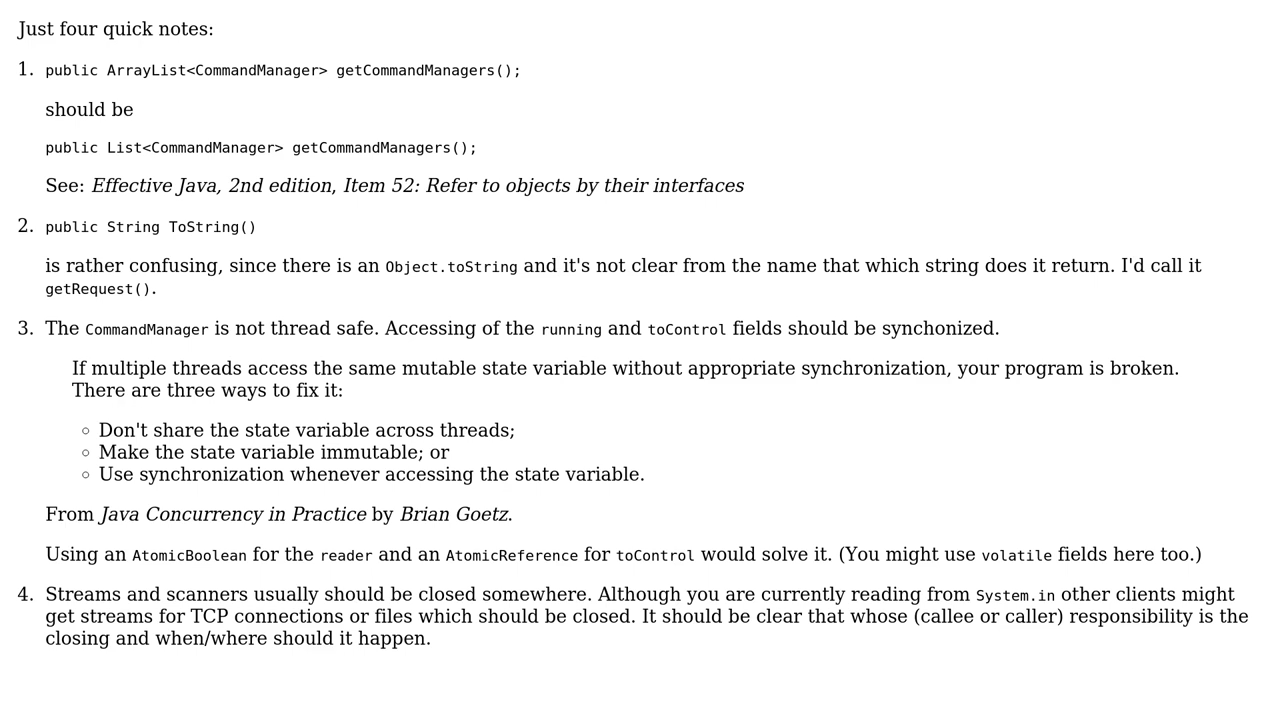 Just four quick notes:
1. public ArrayList<CommandManager> getCommandManagers();
should be
public List<CommandManager> getCommandManagers();
See: Effective Java, 2nd edition, Item 52: Refer to objects by their interfaces
2. public String ToString()
is rather confusing, since there is an Object.toString and it's not clear from the name that which string does it return. I'd call it
getRequest().
3. The CommandManager is not thread safe. Accessing of the running and toControl fields should be synchonized.
If multiple threads access the same mutable state variable without appropriate synchronization, your program is broken.
There are three ways to fix it:
◦ Don't share the state variable across threads;
◦ Make the state variable immutable; or
◦ Use synchronization whenever accessing the state variable.
From Java Concurrency in Practice by Brian Goetz.
Using an AtomicBoolean for the reader and an AtomicReference for toControl would solve it. (You might use volatile fields here too.)
4. Streams and scanners usually should be closed somewhere. Although you are currently reading from System.in other clients might
get streams for TCP connections or files which should be closed. It should be clear that whose (callee or caller) responsibility is the
closing and when/where should it happen.